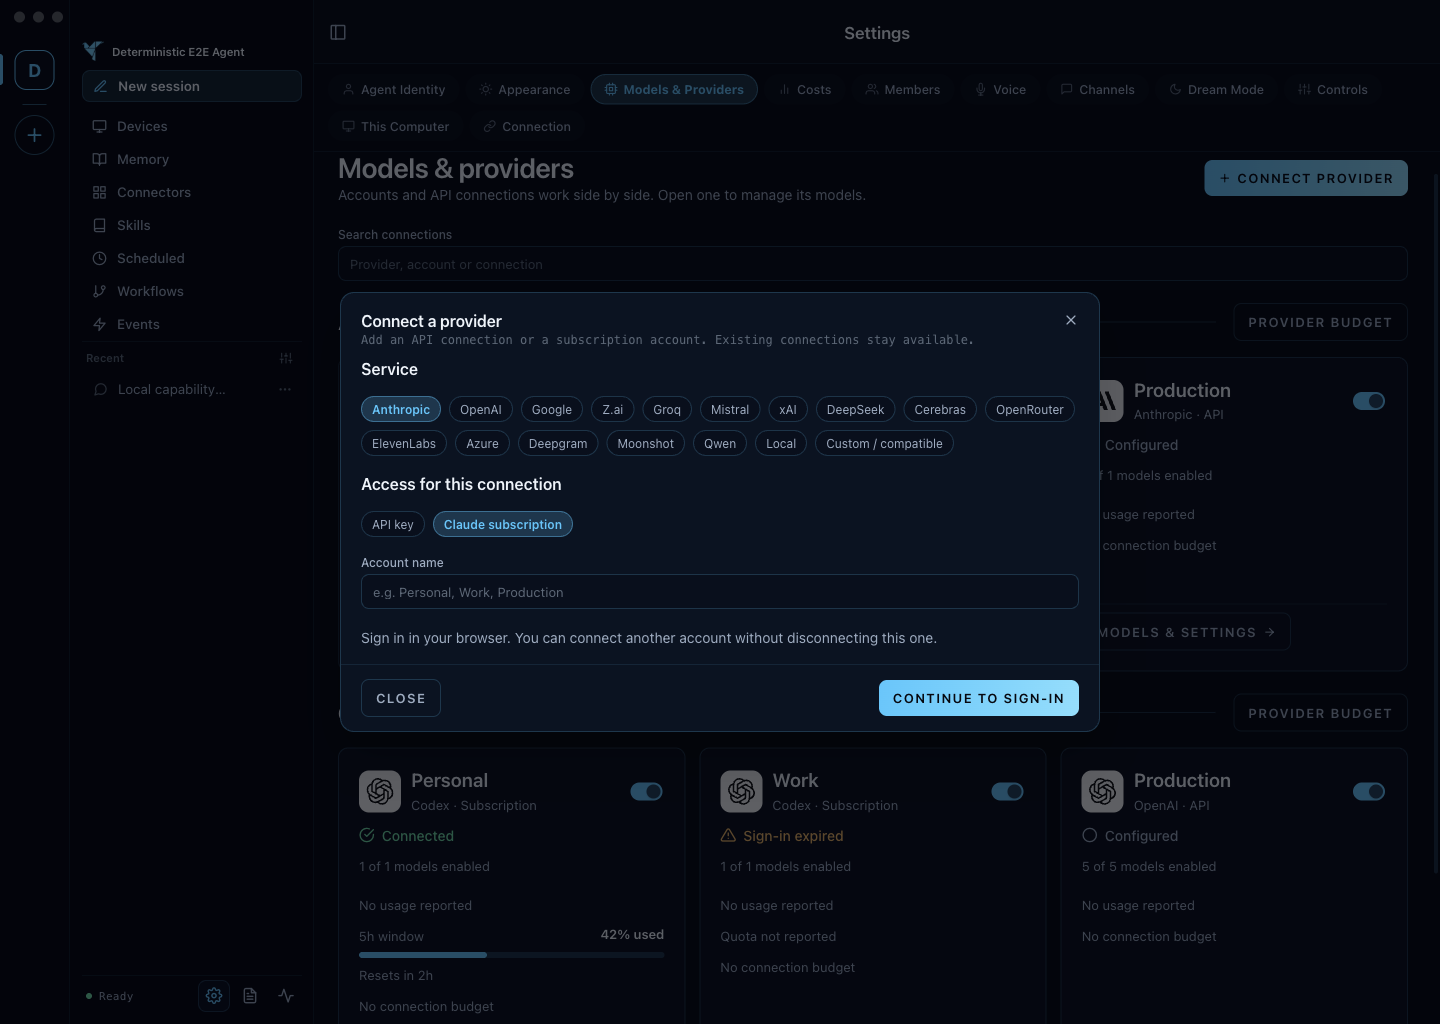 Settings
D
Deterministic E2E Agent
New session
Devices
Memory
Connectors
Skills
Scheduled
Workflows
Events
Recent
Local capability...
Ready
Agent Identity
Appearance
Models & Providers
Costs
Members
Voice
Channels
Dream Mode
Controls
This Computer
Connection
Models & providers
Accounts and API connections work side by side. Open one to manage its models.
+ CONNECT PROVIDER
Search connections
Provider, account or connection
PROVIDER BUDGET
Connect a provider
Add an API connection or a subscription account. Existing connections stay available.
Service
Anthropic OpenAI Google Z.ai Groq Mistral xAI DeepSeek Cerebras OpenRouter
ElevenLabs Azure Deepgram Moonshot Qwen Local Custom / compatible
Access for this connection
API key Claude subscription
Account name
e.g. Personal, Work, Production
Sign in in your browser. You can connect another account without disconnecting this one.
CLOSE
CONTINUE TO SIGN-IN
Production
Anthropic · API
Configured
f 1 models enabled
usage reported
connection budget
MODELS & SETTINGS →
PROVIDER BUDGET
Personal
Codex · Subscription
Connected
1 of 1 models enabled
No usage reported
5h window 42% used
Resets in 2h
No connection budget
Work
Codex · Subscription
Sign-in expired
1 of 1 models enabled
No usage reported
Quota not reported
No connection budget
Production
OpenAI · API
Configured
5 of 5 models enabled
No usage reported
No connection budget